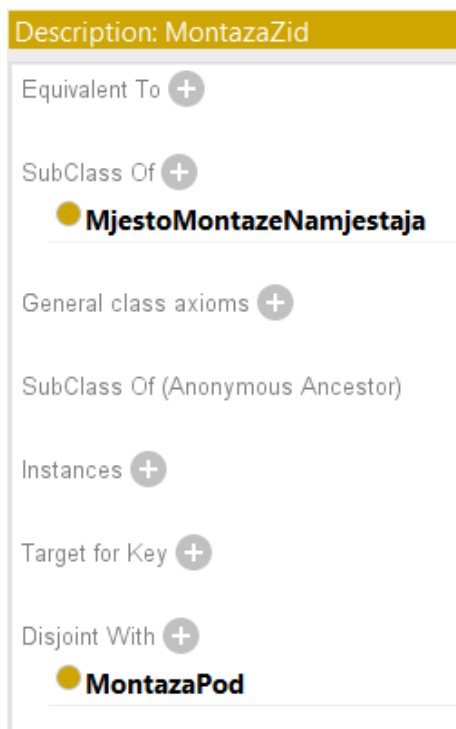 Description: MontazaZid
Equivalent To
SubClass Of
MjestoMontazeNamjestaja
General class axioms
SubClass Of (Anonymous Ancestor)
Instances
Target for Key
Disjoint With
MontazaPod